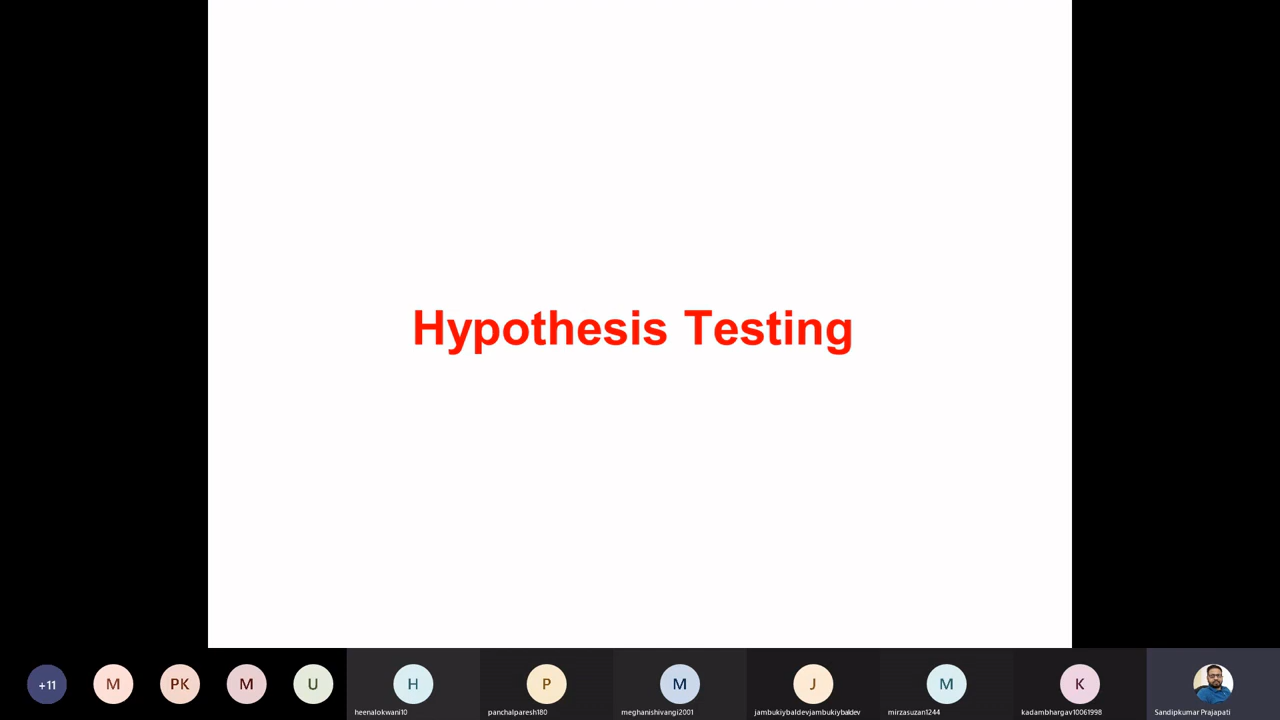 Hypothesis Testing
+11
M
PK
M
U
H
P
M
J
M
K
heenalokwani10
panchalparesh180
meghanishivangi2001
jambukiybaldevjambukiybaldev
mirzasuzan1244
kadambhargav10061998
Sandipkumar Prajapati